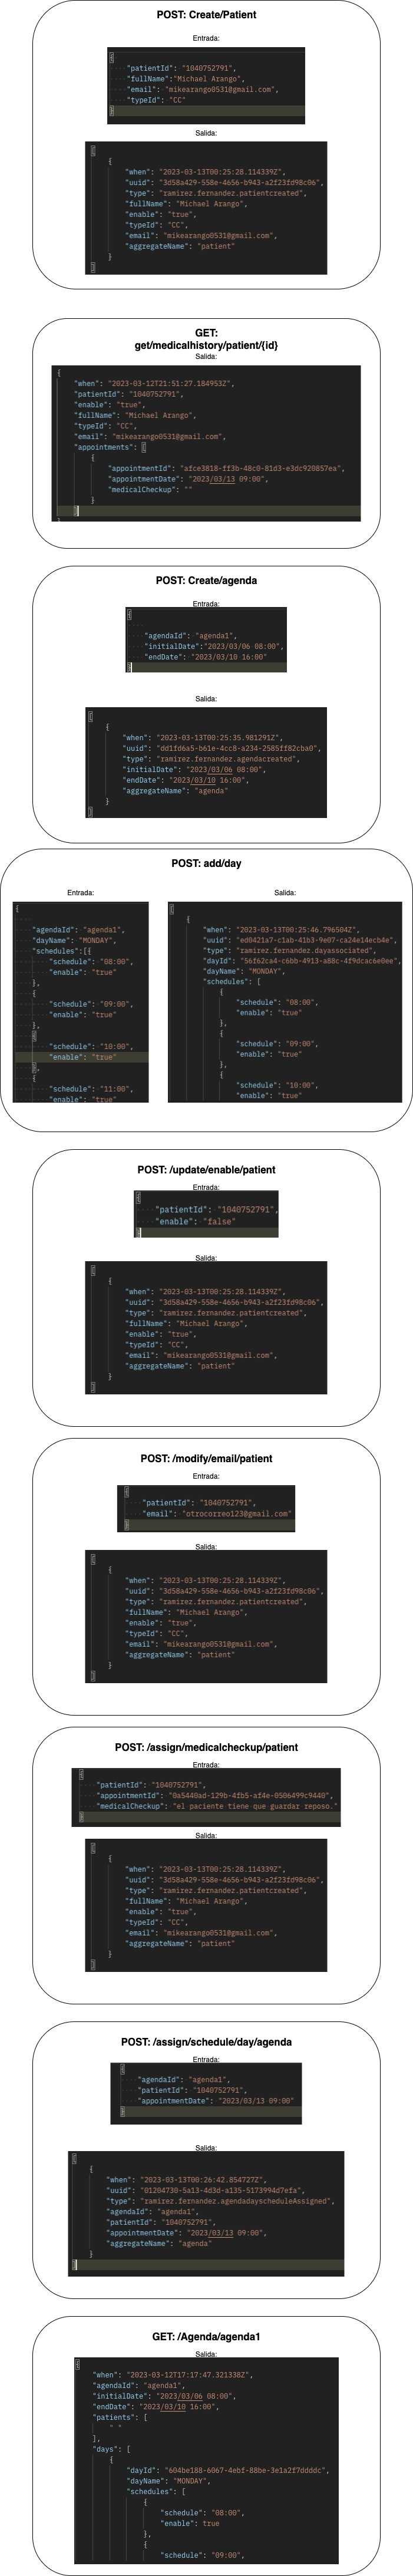 POST: Create/Patient
Entrada:
{
"patientId": "1040752791",
"fullName":"Michael Arango",
"email": "mikearango0531@gmail.com",
"typeId": "CC"
}
Salida:
[
{
"when": "2023-03-13T00:25:28.114339Z",
"uuid": "3d58a429-558e-4656-b943-a2f23fd98c06",
"type": "ramirez.fernandez.patientcreated",
"fullName": "Michael Arango",
"enable": "true",
"typeId": "CC",
"email": "mikearango0531@gmail.com",
"aggregateName": "patient"
}
]
GET:
get/medicalhistory/patient/{id}
Salida:
{
"when": "2023-03-12T21:51:27.184953Z",
"patientId": "1040752791",
"enable": "true",
"fullName": "Michael Arango",
"typeId": "CC",
"email": "mikearango0531@gmail.com",
"appointments": [
{
"appointmentId": "afce3818-ff3b-48c0-81d3-e3dc920857ea",
"appointmentDate": "2023/03/13 09:00",
"medicalCheckup": ""
}
]
}
POST: Create/agenda
Entrada:
{
"agendaId": "agenda1",
"initialDate":"2023/03/06 08:00",
"endDate": "2023/03/10 16:00"
}
Salida:
[
{
"when": "2023-03-13T00:25:35.981291Z",
"uuid": "dd1fd6a5-b61e-4cc8-a234-2585ff82cba0",
"type": "ramirez.fernandez.agendacreated",
"initialDate": "2023/03/06 08:00",
"endDate": "2023/03/10 16:00",
"aggregateName": "agenda"
}
]
POST: add/day
Entrada:
{
"agendaId": "agenda1",
"dayName": "MONDAY",
"schedules":[{
"schedule": "08:00",
"enable": "true"
},
{
"schedule": "09:00",
"enable": "true"
},
{
"schedule": "10:00",
"enable": "true"
},
{
"schedule": "11:00",
"enable": "true"
Salida:
[
{
"when": "2023-03-13T00:25:46.796504Z",
"uuid": "ed0421a7-c1ab-41b3-9e07-ca24e14ecb4e",
"type": "ramirez.fernandez.dayassociated",
"dayId": "56f62ca4-c6bb-4913-a88c-4f9dcac6e0ee",
"dayName": "MONDAY",
"schedules": [
{
"schedule": "08:00",
"enable": "true"
},
{
"schedule": "09:00",
"enable": "true"
},
{
"schedule": "10:00",
"enable": "true"
POST: /update/enable/patient
Entrada:
{
"patientId": "1040752791",
"enable": "false"
}
Salida:
[
{
"when": "2023-03-13T00:25:28.114339Z",
"uuid": "3d58a429-558e-4656-b943-a2f23fd98c06",
"type": "ramirez.fernandez.patientcreated",
"fullName": "Michael Arango",
"enable": "true",
"typeId": "CC",
"email": "mikearango0531@gmail.com",
"aggregateName": "patient"
}
]
POST: /modify/email/patient
Entrada:
{
"patientId": "1040752791",
"email": "otrocorreo123@gmail.com"
}
Salida:
[
{
"when": "2023-03-13T00:25:28.114339Z",
"uuid": "3d58a429-558e-4656-b943-a2f23fd98c06",
"type": "ramirez.fernandez.patientcreated",
"fullName": "Michael Arango",
"enable": "true",
"typeId": "CC",
"email": "mikearango0531@gmail.com",
"aggregateName": "patient"
}
]
POST: /assign/medicalcheckup/patient
Entrada:
{
"patientId": "1040752791",
"appointmentId": "0a5440ad-129b-4fb5-af4e-0506499c9440",
"medicalCheckup": "el paciente tiene que guardar reposo."
}
Salida:
[
{
"when": "2023-03-13T00:25:28.114339Z",
"uuid": "3d58a429-558e-4656-b943-a2f23fd98c06",
"type": "ramirez.fernandez.patientcreated",
"fullName": "Michael Arango",
"enable": "true",
"typeId": "CC",
"email": "mikearango0531@gmail.com",
"aggregateName": "patient"
}
]
POST: /assign/schedule/day/agenda
Entrada:
{
"agendaId": "agenda1",
"patientId": "1040752791",
"appointmentDate": "2023/03/13 09:00"
}
Salida:
[
{
"when": "2023-03-13T00:26:42.854727Z",
"uuid": "01204730-5a13-4d3d-a135-5173994d7efa",
"type": "ramirez.fernandez.agendadayscheduleAssigned",
"agendaId": "agenda1",
"patientId": "1040752791",
"appointmentDate": "2023/03/13 09:00",
"aggregateName": "agenda"
}
]
GET: /Agenda/agenda1
Salida:
{
"when": "2023-03-12T17:17:47.321338Z",
"agendaId": "agenda1",
"initialDate": "2023/03/06 08:00",
"endDate": "2023/03/10 16:00",
"patients": [
" "
],
"days": [
{
"dayId": "604be188-6067-4ebf-88be-3e1a2f7ddddc",
"dayName": "MONDAY",
"schedules": [
{
"schedule": "08:00",
"enable": true
},
{
"schedule": "09:00",